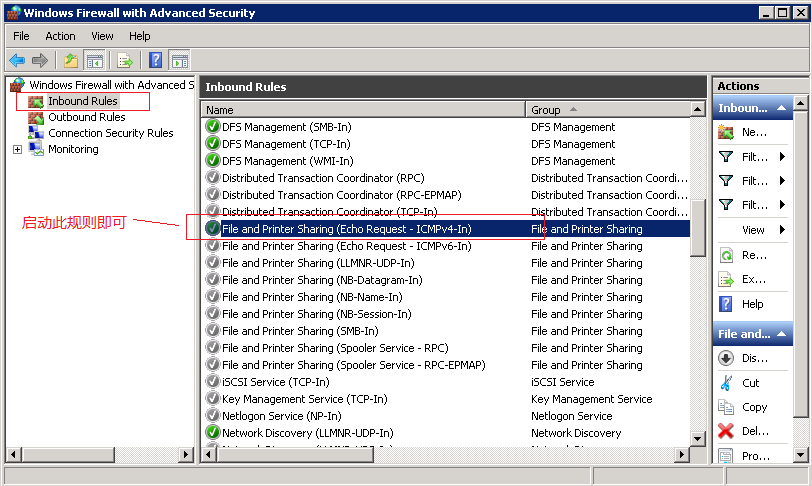 Windows Firewall with Advanced Security
File Action View Help
Windows Firewall with Advanced S
Inbound Rules
Outbound Rules
Connection Security Rules
Monitoring
启动此规则即可
Inbound Rules
Name Group
DFS Management (SMB-In) DFS Management
DFS Management (TCP-In) DFS Management
DFS Management (WMI-In) DFS Management
Distributed Transaction Coordinator (RPC) Distributed Transaction Coordi...
Distributed Transaction Coordinator (RPC-EPMAP) Distributed Transaction Coordi...
Distributed Transaction Coordinator (TCP-In) Distributed Transaction Coordi...
File and Printer Sharing (Echo Request - ICMPv4-In) File and Printer Sharing
File and Printer Sharing (Echo Request - ICMPv6-In) File and Printer Sharing
File and Printer Sharing (LLMNR-UDP-In) File and Printer Sharing
File and Printer Sharing (NB-Datagram-In) File and Printer Sharing
File and Printer Sharing (NB-Name-In) File and Printer Sharing
File and Printer Sharing (NB-Session-In) File and Printer Sharing
File and Printer Sharing (SMB-In) File and Printer Sharing
File and Printer Sharing (Spooler Service - RPC) File and Printer Sharing
File and Printer Sharing (Spooler Service - RPC-EPMAP) File and Printer Sharing
iSCSI Service (TCP-In) iSCSI Service
Key Management Service (TCP-In) Key Management Service
Netlogon Service (NP-In) Netlogon Service
Network Discovery (LLMNR-UDP-In) Network Discovery
Actions
Inboun...
Ne...
Filt...
Filt...
Filt...
View
Re...
Ex...
Help
File and...
Dis...
Cut
Copy
Del...
Pro...